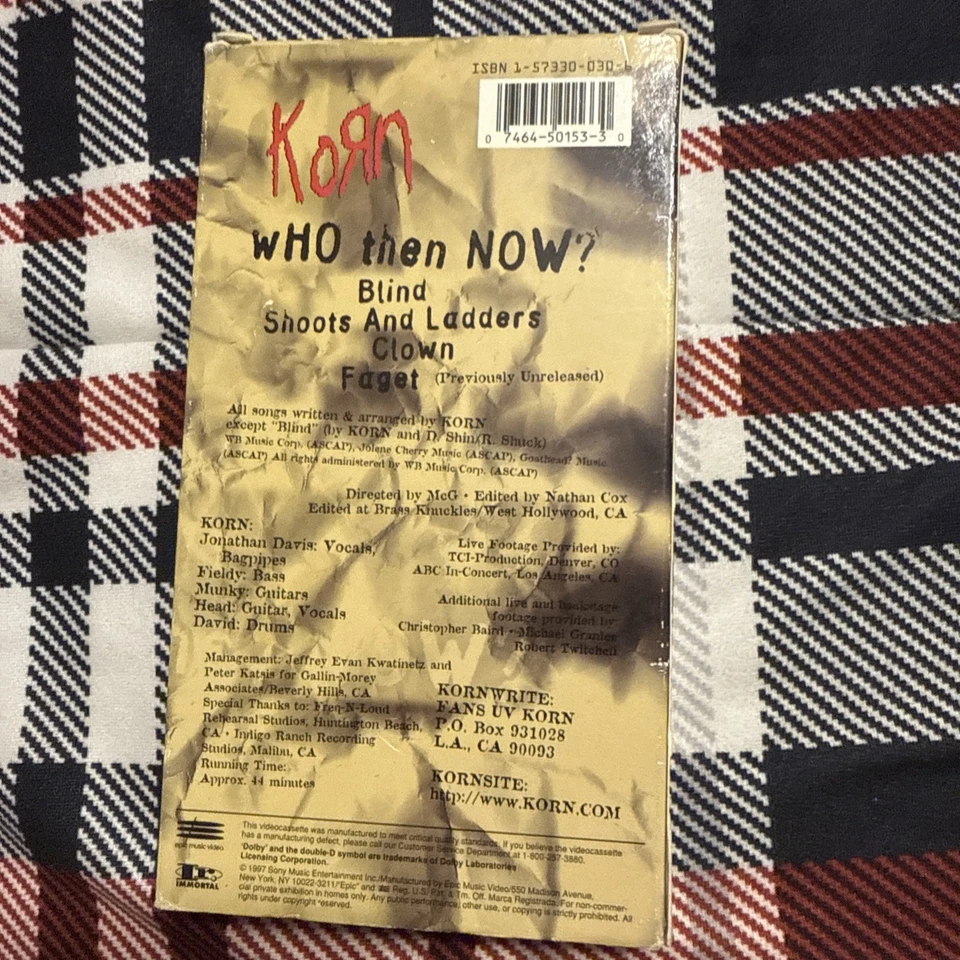 ISBN 1-57330-030-
0 7464-50153-3 0
KoЯn
wHO then NOW?
Blind
Shoots And Ladders
Clown
Faget (Previously Unreleased)
All songs written & arranged by KORN
except "Blind" (by KORN and D. Shin/R. Shuck)
WB Music Corp. (ASCAP), Jolene Cherry Music (ASCAP), Goathead? Music
(ASCAP) All rights administered by WB Music Corp. (ASCAP)
Directed by McG • Edited by Nathan Cox
Edited at Brass Knuckles/West Hollywood, CA
KORN:
Jonathan Davis: Vocals,
Bagpipes
Fieldy: Bass
Munky: Guitars
Head: Guitar, Vocals
David: Drums
Live Footage Provided by:
TCI-Production, Denver, CO
ABC In-Concert, Los Angeles, CA
Additional live and backstage
footage provided by:
Christopher Baird • Michael Granlee
Robert Twitchell
Management: Jeffrey Evan Kwatinetz and
Peter Katsis for Gallin-Morey
Associates/Beverly Hills, CA
Special Thanks to: Freq-N-Loud
Rehearsal Studios, Huntington Beach,
CA • Indigo Ranch Recording
Studios, Malibu, CA
Running Time:
Approx. 44 minutes
KORNWRITE:
FANS UV KORN
P.O. Box 931028
L.A., CA 90093
KORNSITE:
http://www.KORN.COM
epic music video
IMMORTAL
This videocassette was manufactured to meet critical quality standards. If you believe the videocassette
has a manufacturing defect, please call our Customer Service Department at 1-800-257-3880.
'Dolby' and the double-D symbol are trademarks of Dolby Laboratories
Licensing Corporation.
© 1997 Sony Music Entertainment Inc./Manufactured by Epic Music Video/550 Madison Avenue,
New York, NY 10022-3211/"Epic" and Reg. U.S. Pat. & Tm. Off. Marca Registrada. For non-commer-
cial private exhibition in homes only. Any public performance, other use, or copying is strictly prohibited. All
rights under copyright reserved.